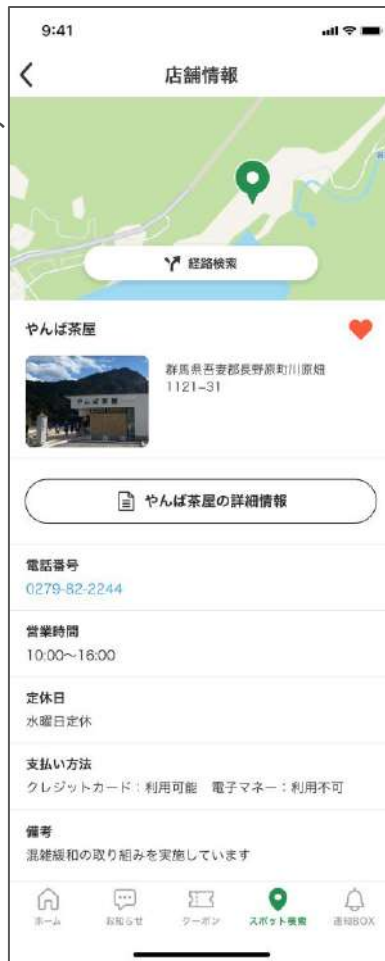 9:41
店舗情報
経路検索
やんば茶屋
やんば茶屋
群馬県吾妻郡長野原町川原畑
1121-31
やんば茶屋の詳細情報
電話番号
0279-82-2244
営業時間
10:00〜16:00
定休日
水曜日定休
支払い方法
クレジットカード：利用可能　電子マネー：利用不可
備考
混雑緩和の取り組みを実施しています
ホーム
お知らせ
クーポン
スポット検索
通知BOX